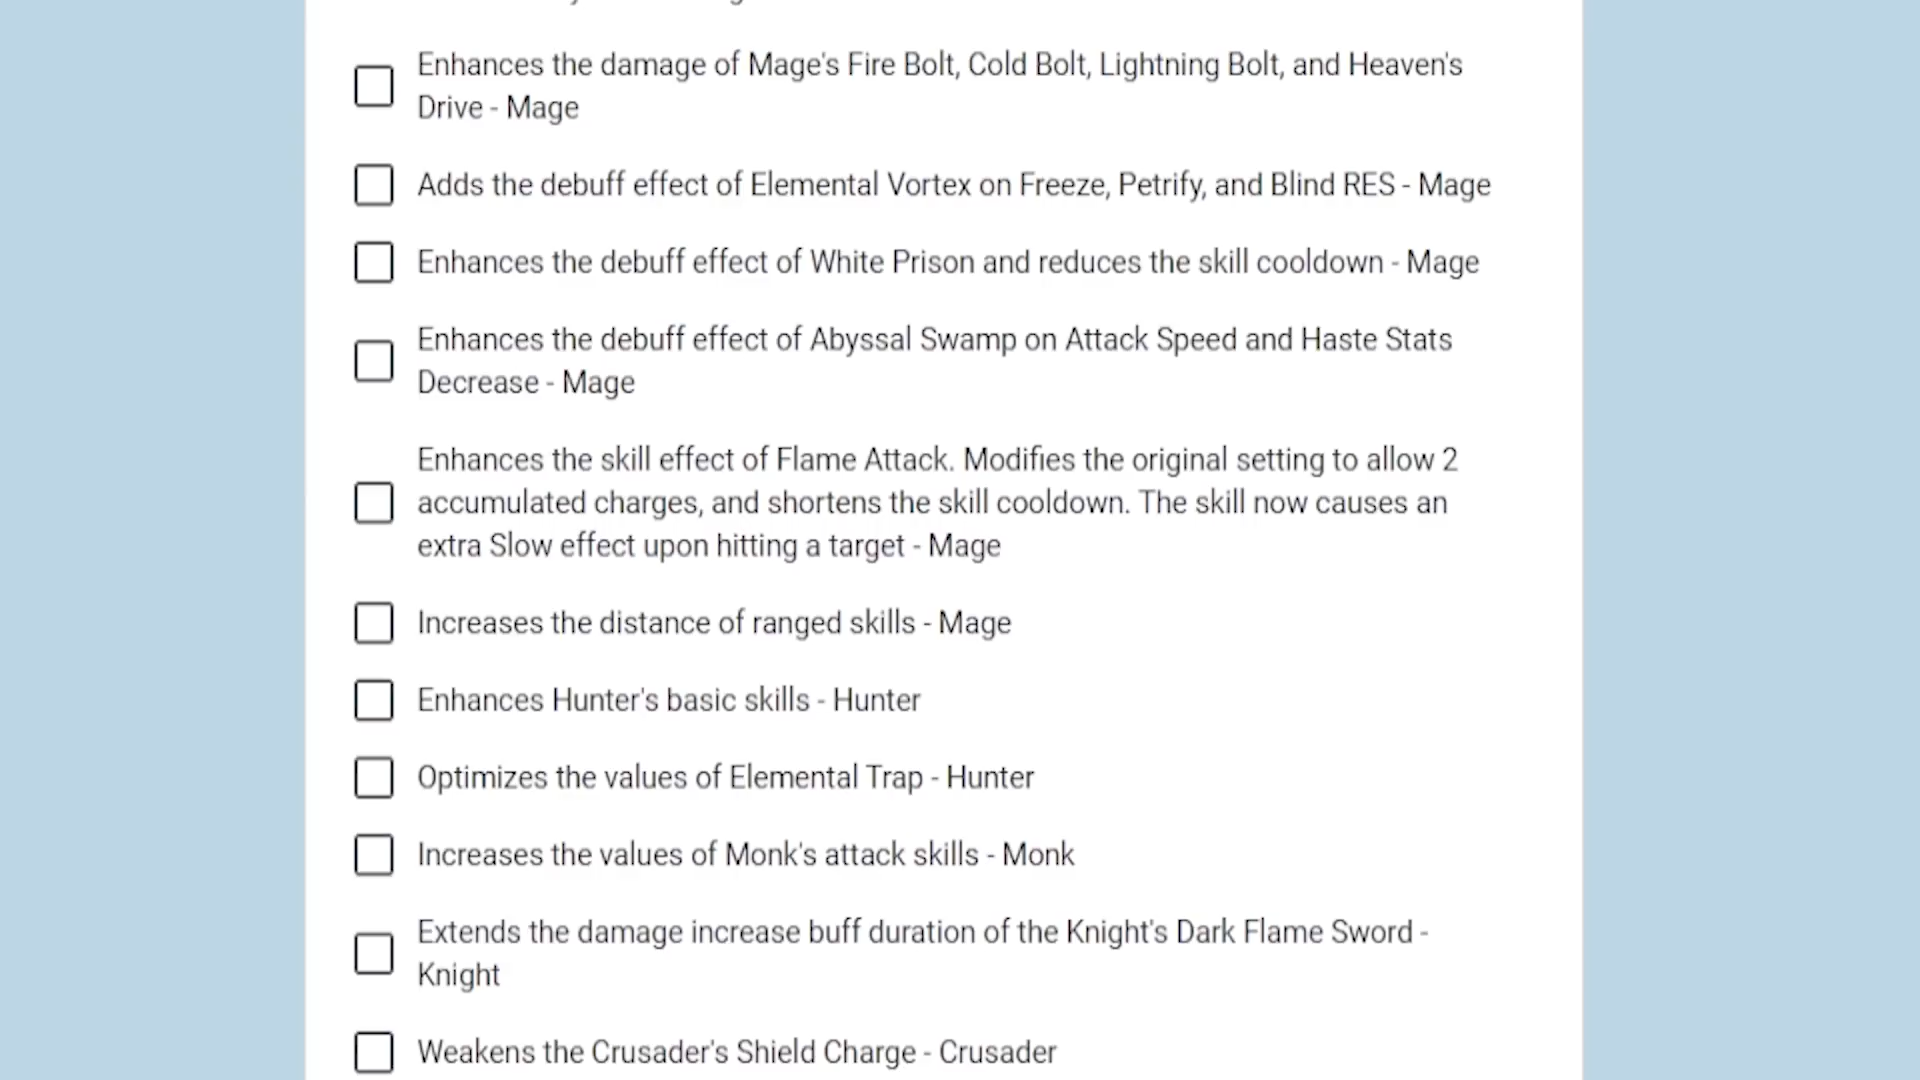 Enhances the damage of Mage's Fire Bolt, Cold Bolt, Lightning Bolt, and Heaven's
Drive - Mage
Adds the debuff effect of Elemental Vortex on Freeze, Petrify, and Blind RES - Mage
Enhances the debuff effect of White Prison and reduces the skill cooldown - Mage
Enhances the debuff effect of Abyssal Swamp on Attack Speed and Haste Stats
Decrease - Mage
Enhances the skill effect of Flame Attack. Modifies the original setting to allow 2
accumulated charges, and shortens the skill cooldown. The skill now causes an
extra Slow effect upon hitting a target - Mage
Increases the distance of ranged skills - Mage
Enhances Hunter's basic skills - Hunter
Optimizes the values of Elemental Trap - Hunter
Increases the values of Monk's attack skills - Monk
Extends the damage increase buff duration of the Knight's Dark Flame Sword -
Knight
Weakens the Crusader's Shield Charge - Crusader